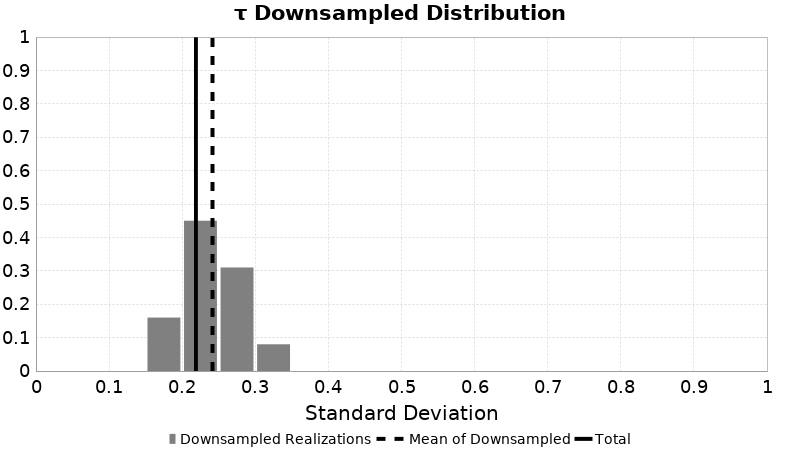 τ Downsampled Distribution
1
0.9
0.8
0.7
0.6
0.5
0.4
0.3
0.2
0.1
0
0 0.1 0.2 0.3 0.4 0.5 0.6 0.7 0.8 0.9 1
Standard Deviation
Downsampled Realizations Mean of Downsampled Total